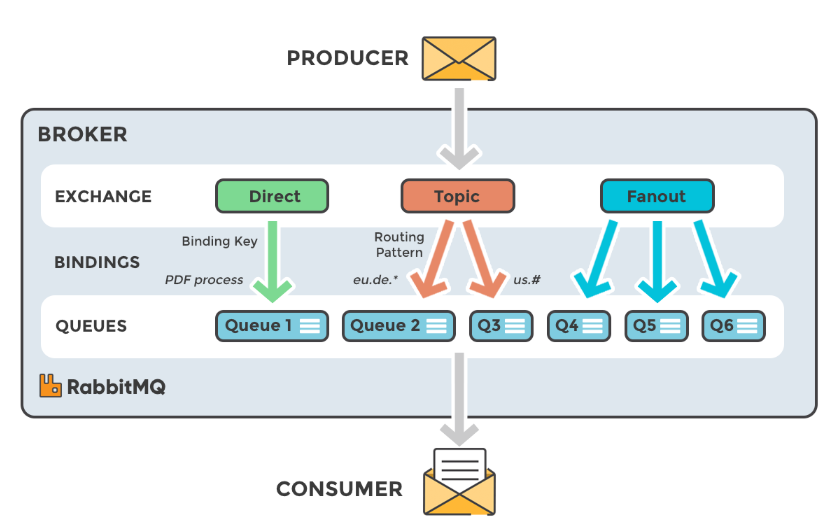 PRODUCER
BROKER
EXCHANGE
Direct
Topic
Fanout
Binding Key
Routing
Pattern
BINDINGS
PDF process
eu.de.*
us.#
QUEUES
Queue 1
Queue 2
Q3
Q4
Q5
Q6
RabbitMQ
CONSUMER